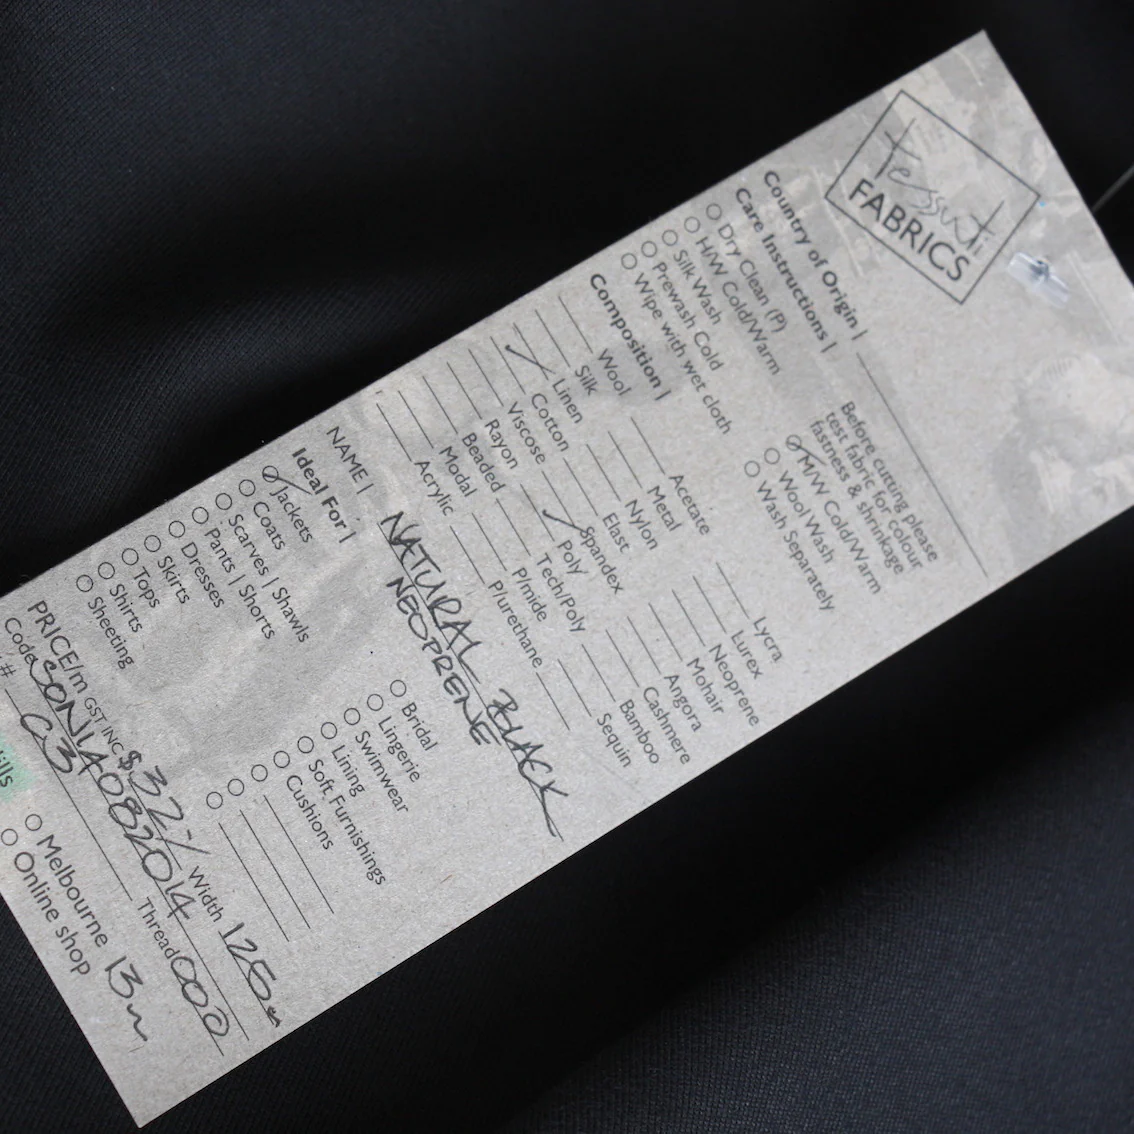 tessuti
FABRICS
Country of Origin |
Care Instructions |
Dry Clean (P)
H/W Cold/Warm
Silk Wash
Prewash Cold
Wipe with wet cloth
Before cutting please
test fabric for colour
fastness & shrinkage
M/W Cold/Warm
Wool Wash
Wash Separately
Composition |
Wool
Silk
Linen
Cotton
Viscose
Rayon
Beaded
Modal
Acrylic
Acetate
Metal
Nylon
Elast
Spandex
Poly
Tech/Poly
P/mide
P/urethane
Lycra
Lurex
Neoprene
Mohair
Angora
Cashmere
Bamboo
Sequin
NAME |
NATURAL BLACK
NEOPRENE
Ideal For |
Jackets
Coats
Scarves | Shawls
Pants | Shorts
Dresses
Skirts
Tops
Shirts
Sheeting
Bridal
Lingerie
Swimwear
Lining
Soft Furnishings
Cushions
PRICE/m GST INC $32 Width 125
Code SONIA082014 Thread 000
# C3
ills
Melbourne
Online shop
13m